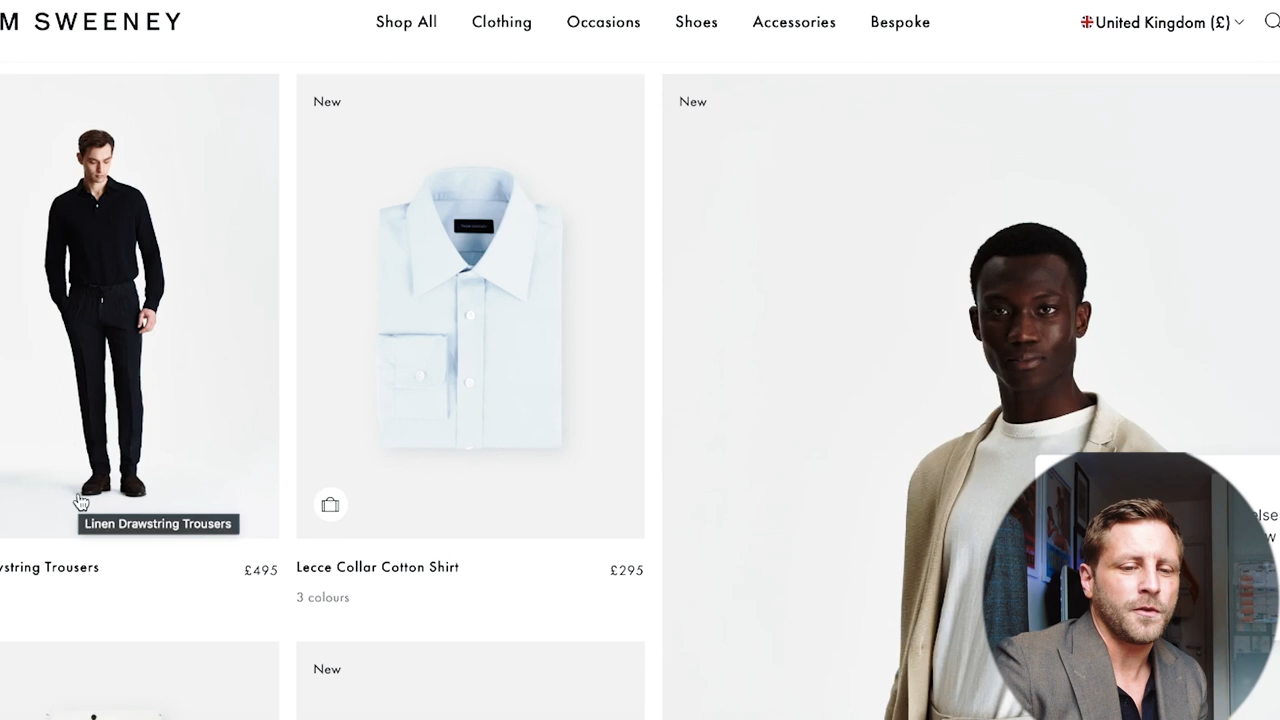 M SWEENEY
Shop All
Clothing
Occasions
Shoes
Accessories
Bespoke
United Kingdom (£)
New
New
Linen Drawstring Trousers
string Trousers
£495
Lecce Collar Cotton Shirt
£295
3 colours
else
w
New